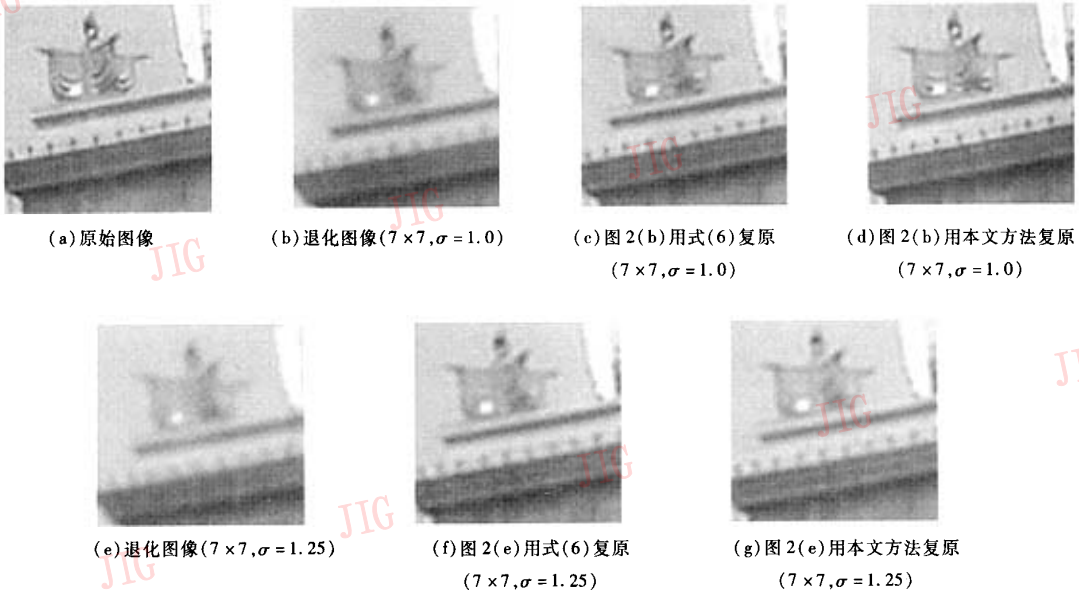 (a)原始图像
(b)退化图像(7×7,σ=1.0)
(c)图2(b)用式(6)复原
(7×7,σ=1.0)
(d)图2(b)用本文方法复原
(7×7,σ=1.0)
(e)退化图像(7×7,σ=1.25)
(f)图2(e)用式(6)复原
(7×7,σ=1.25)
(g)图2(e)用本文方法复原
(7×7,σ=1.25)
JIG
JIG
JIG
JIG
JIG
JIG
JIG
JIG